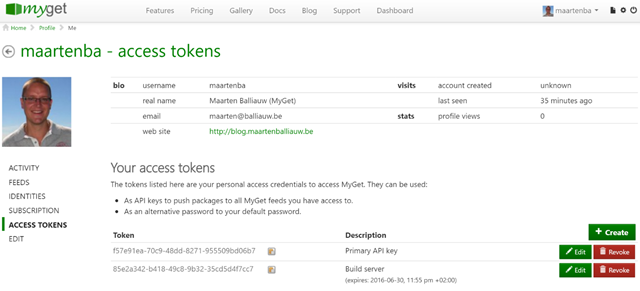 myget
Features Pricing Gallery Docs Blog Support Dashboard maartenba
Home Profile Me
maartenba - access tokens
bio username maartenba visits account created unknown
real name Maarten Balliauw (MyGet) last seen 35 minutes ago
email maarten@balliauw.be stats profile views 0
web site http://blog.maartenballiauw.be
ACTIVITY
FEEDS
IDENTITIES
SUBSCRIPTION
ACCESS TOKENS
EDIT
Your access tokens
The tokens listed here are your personal access credentials to access MyGet. They can be used:
As API keys to push packages to all MyGet feeds you have access to.
As an alternative password to your default password.
+ Create
Token Description
f57e91ea-70c9-48dd-8271-955509bd06b7 Primary API key Edit Revoke
85e2a342-b418-49c8-9b32-35cd5d4f7cc7 Build server Edit Revoke
(expires: 2016-06-30, 11:55 pm +02:00)